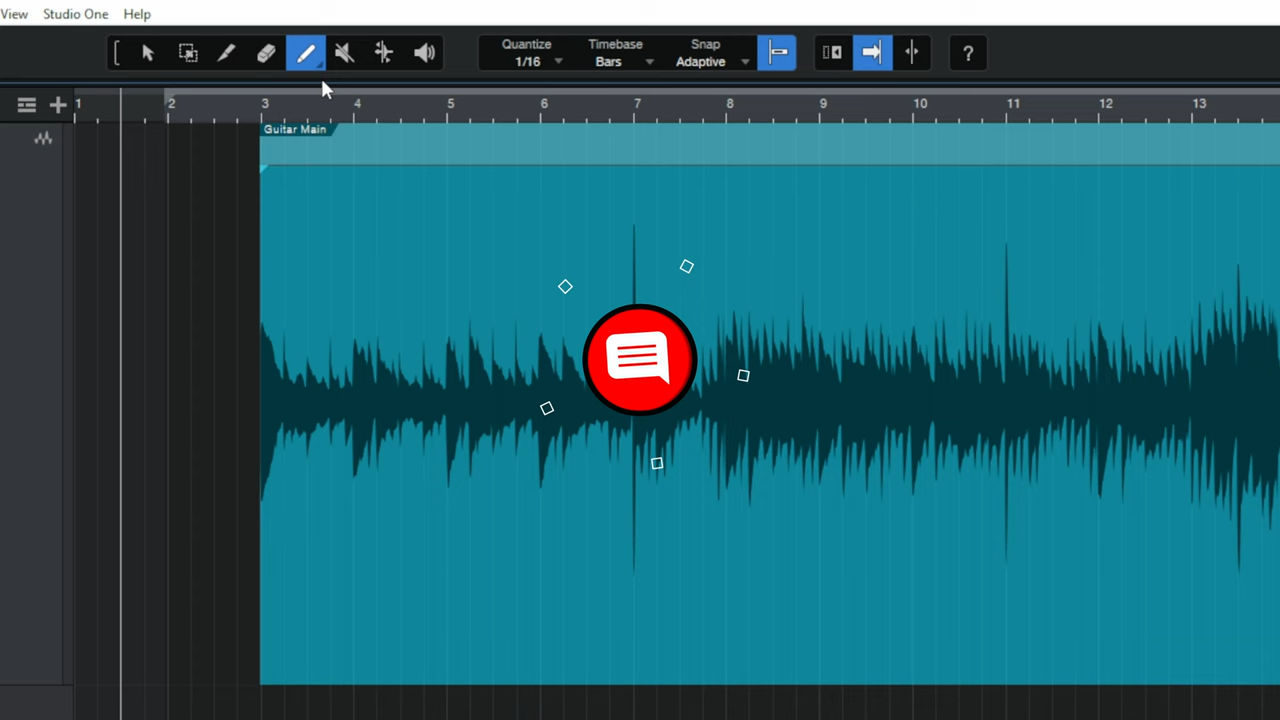 View Studio One Help
Quantize Timebase Snap
1/16 Bars Adaptive ?
1 2 3 4 5 6 7 8 9 10 11 12 13
Guitar Main